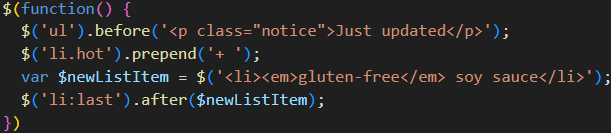 $(function() {
  $('ul').before('<p class="notice">Just updated</p>');
  $('li.hot').prepend('+ ');
  var $newListItem = $('<li><em>gluten-free</em> soy sauce</li>');
  $('li:last').after($newListItem);
})